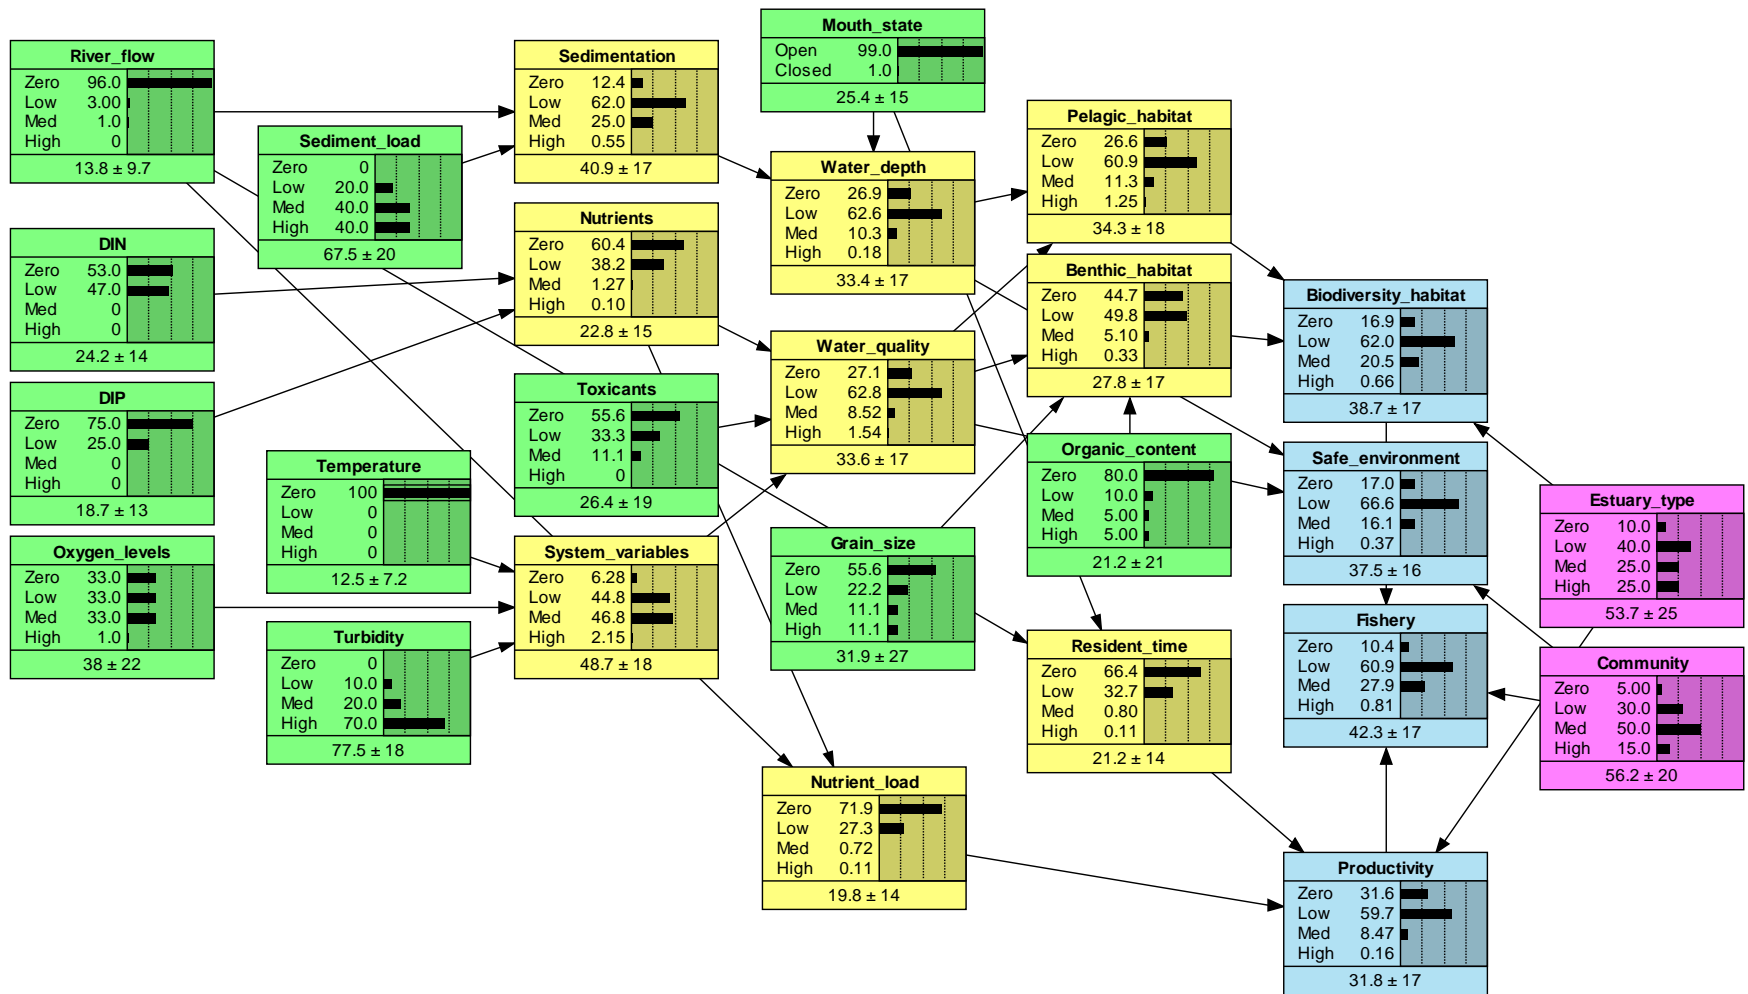 River_flow
Zero 96.0
Low 3.00
Med 1.0
High 0
13.8 ± 9.7
Sediment_load
Zero 0
Low 20.0
Med 40.0
High 40.0
67.5 ± 20
DIN
Zero 53.0
Low 47.0
Med 0
High 0
24.2 ± 14
DIP
Zero 75.0
Low 25.0
Med 0
High 0
18.7 ± 13
Temperature
Zero 100
Low 0
Med 0
High 0
12.5 ± 7.2
Oxygen_levels
Zero 33.0
Low 33.0
Med 33.0
High 1.0
38 ± 22
Turbidity
Zero 0
Low 10.0
Med 20.0
High 70.0
77.5 ± 18
Sedimentation
Zero 12.4
Low 62.0
Med 25.0
High 0.55
40.9 ± 17
Nutrients
Zero 60.4
Low 38.2
Med 1.27
High 0.10
22.8 ± 15
Toxicants
Zero 55.6
Low 33.3
Med 11.1
High 0
26.4 ± 19
System_variables
Zero 6.28
Low 44.8
Med 46.8
High 2.15
48.7 ± 18
Mouth_state
Open 99.0
Closed 1.0
25.4 ± 15
Water_depth
Zero 26.9
Low 62.6
Med 10.3
High 0.18
33.4 ± 17
Water_quality
Zero 27.1
Low 62.8
Med 8.52
High 1.54
33.6 ± 17
Grain_size
Zero 55.6
Low 22.2
Med 11.1
High 11.1
31.9 ± 27
Nutrient_load
Zero 71.9
Low 27.3
Med 0.72
High 0.11
19.8 ± 14
Pelagic_habitat
Zero 26.6
Low 60.9
Med 11.3
High 1.25
34.3 ± 18
Benthic_habitat
Zero 44.7
Low 49.8
Med 5.10
High 0.33
27.8 ± 17
Organic_content
Zero 80.0
Low 10.0
Med 5.00
High 5.00
21.2 ± 21
Resident_time
Zero 66.4
Low 32.7
Med 0.80
High 0.11
21.2 ± 14
Biodiversity_habitat
Zero 16.9
Low 62.0
Med 20.5
High 0.66
38.7 ± 17
Safe_environment
Zero 17.0
Low 66.6
Med 16.1
High 0.37
37.5 ± 16
Fishery
Zero 10.4
Low 60.9
Med 27.9
High 0.81
42.3 ± 17
Productivity
Zero 31.6
Low 59.7
Med 8.47
High 0.16
31.8 ± 17
Estuary_type
Zero 10.0
Low 40.0
Med 25.0
High 25.0
53.7 ± 25
Community
Zero 5.00
Low 30.0
Med 50.0
High 15.0
56.2 ± 20